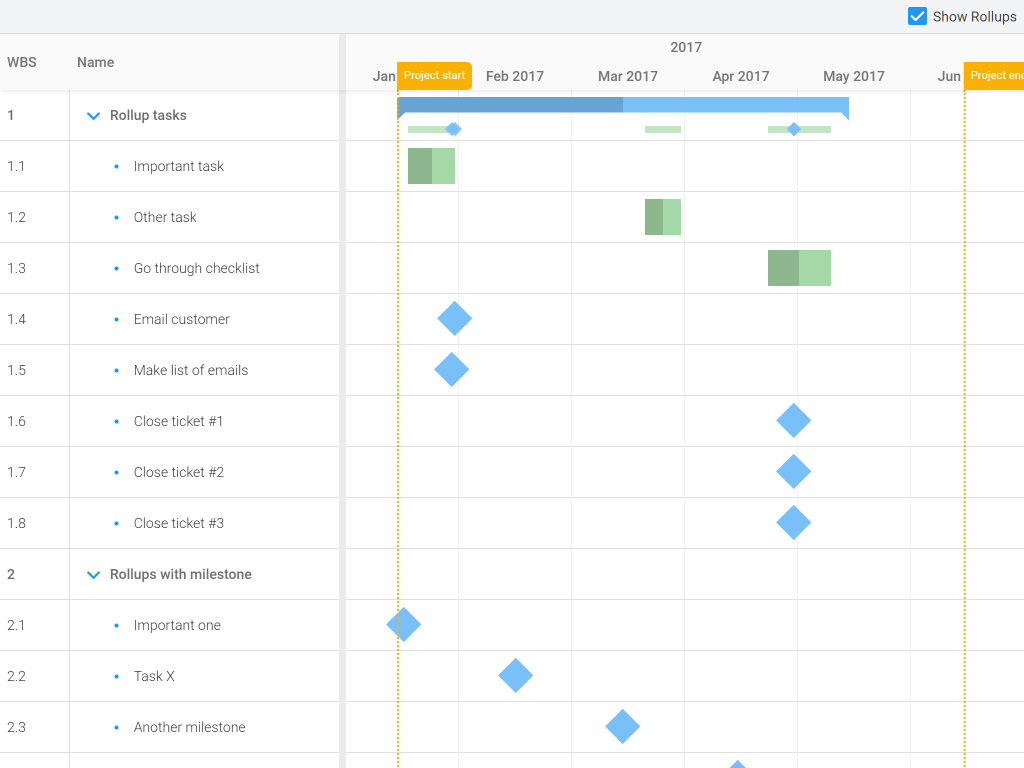 Show Rollups
WBS Name 2017
Jan Project start Feb 2017 Mar 2017 Apr 2017 May 2017 Jun Project end
1 Rollup tasks
1.1 Important task
1.2 Other task
1.3 Go through checklist
1.4 Email customer
1.5 Make list of emails
1.6 Close ticket #1
1.7 Close ticket #2
1.8 Close ticket #3
2 Rollups with milestone
2.1 Important one
2.2 Task X
2.3 Another milestone